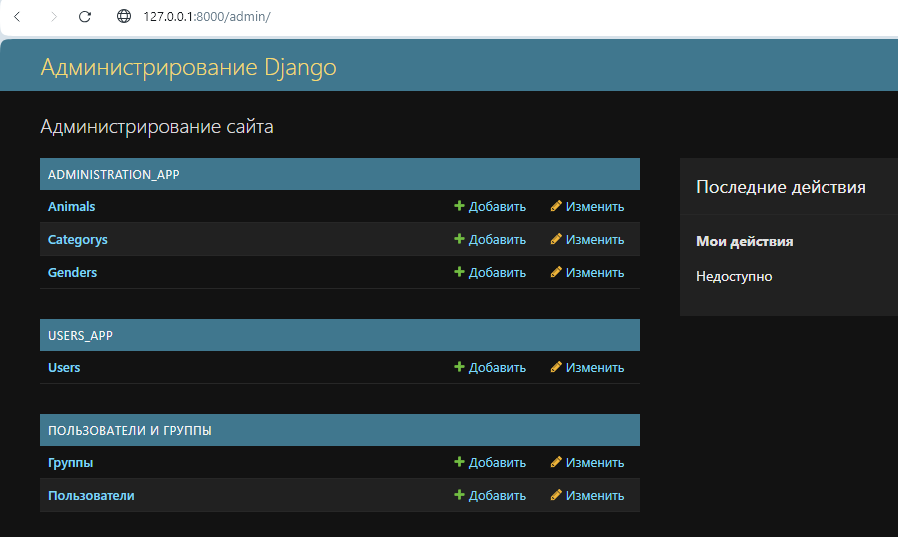 127.0.0.1:8000/admin/
Администрирование Django
Администрирование сайта
ADMINISTRATION_APP
Animals Добавить Изменить
Categorys Добавить Изменить
Genders Добавить Изменить
USERS_APP
Users Добавить Изменить
ПОЛЬЗОВАТЕЛИ И ГРУППЫ
Группы Добавить Изменить
Пользователи Добавить Изменить
Последние действия
Мои действия
Недоступно